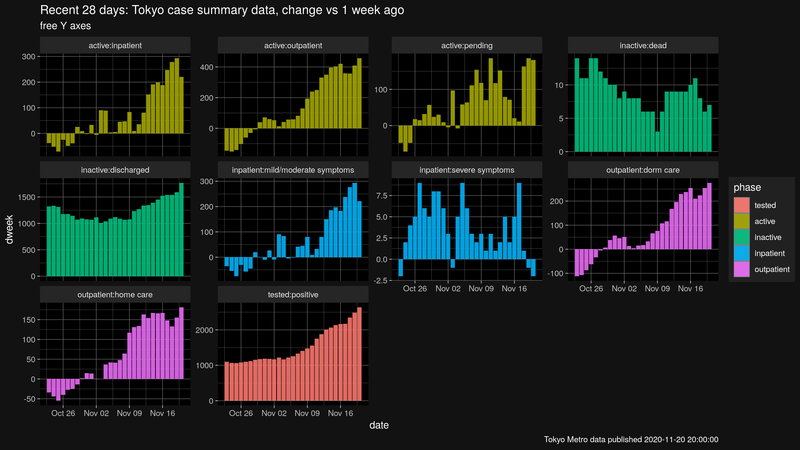 Recent 28 days: Tokyo case summary data, change vs 1 week ago
free Y axes
active:inpatient
active:outpatient
active:pending
inactive:dead
300
200
100
0
400
200
0
100
0
10
5
0
inactive:discharged
inpatient:mild/moderate symptoms
inpatient:severe symptoms
outpatient:dorm care
1500
1000
500
0
300
200
100
0
7.5
5.0
2.5
0.0
-2.5
200
100
0
-100
Oct 26 Nov 02 Nov 09 Nov 16
Oct 26 Nov 02 Nov 09 Nov 16
outpatient:home care
tested:positive
150
100
50
0
-50
2000
1000
0
Oct 26 Nov 02 Nov 09 Nov 16
Oct 26 Nov 02 Nov 09 Nov 16
dweek
date
phase
tested
active
inactive
inpatient
outpatient
Tokyo Metro data published 2020-11-20 20:00:00